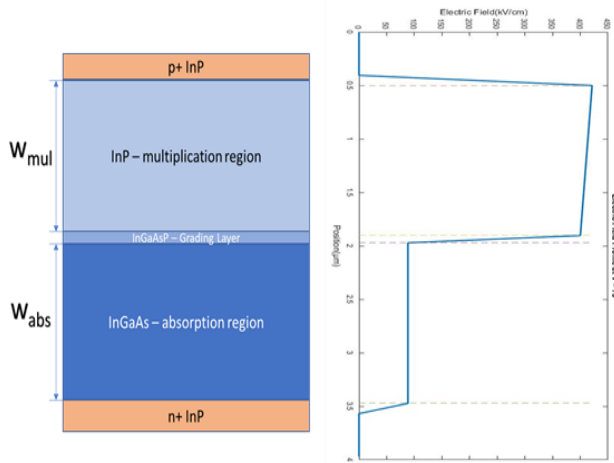 p+ InP
W mul
InP – multiplication region
InGaAsP – Grading Layer
W abs
InGaAs – absorption region
n+ InP
Electric Field(kV/cm)
0 50 100 150 200 250 300 350 400 450
0
0.5
1
1.5
2
2.5
3
3.5
4
Position(μm)